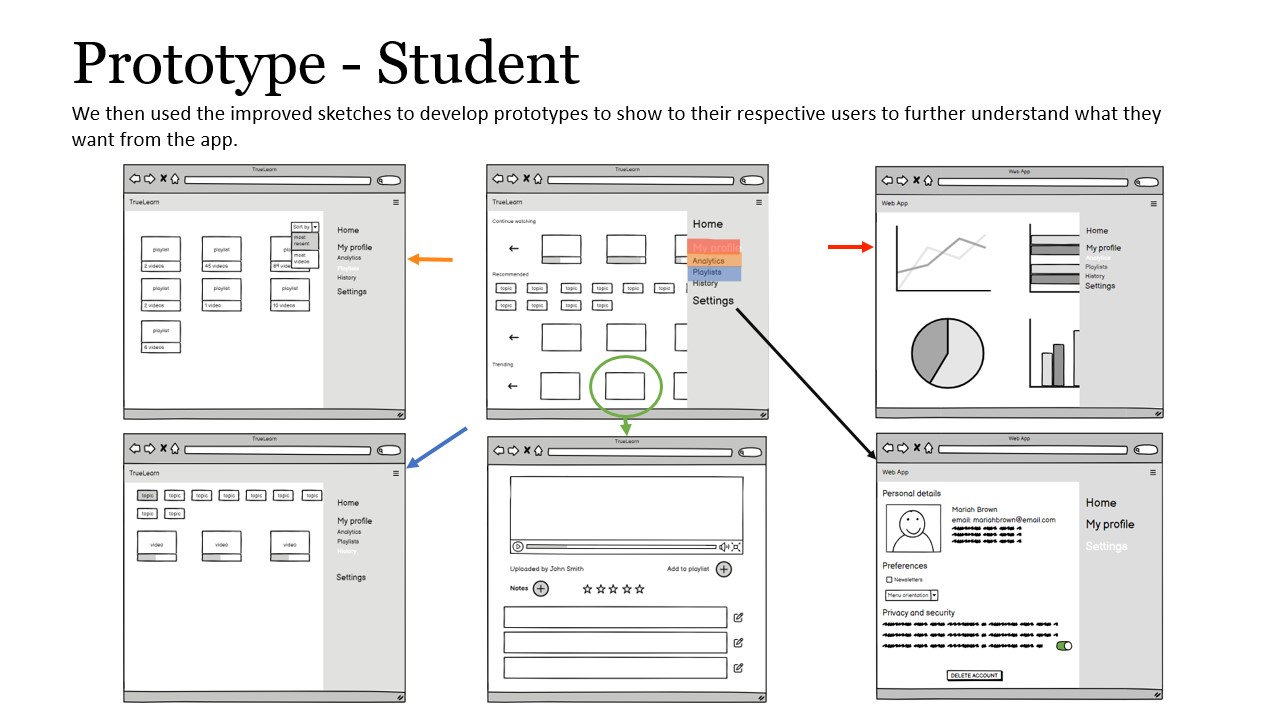 Prototype - Student
We then used the improved sketches to develop prototypes to show to their respective users to further understand what they
want from the app.
TrueLearn
TrueLearn
Sort by
most
recent
most
videos
playlist
2 videos
playlist
45 videos
playlist
89 vide
playlist
2 videos
playlist
1 video
playlist
15 videos
playlist
6 videos
Home
My profile
Analytics
Playlists
History
Settings
TrueLearn
TrueLearn
Continue watching
Recommended
topic topic topic topic topic topic
topic topic topic topic
Trending
Home
My profile
Analytics
Playlists
History
Settings
Web App
Web App
Home
My profile
Analytics
Playlists
History
Settings
TrueLearn
TrueLearn
topic topic topic topic topic topic topic
topic topic
video video video
Home
My profile
Analytics
Playlists
History
Settings
TrueLearn
Uploaded by John Smith
Add to playlist
Notes
Web App
Web App
Personal details
Mariah Brown
email: mariahbrown@email.com
Preferences
Newsletters
Menu orientation
Privacy and security
DELETE ACCOUNT
Home
My profile
Settings